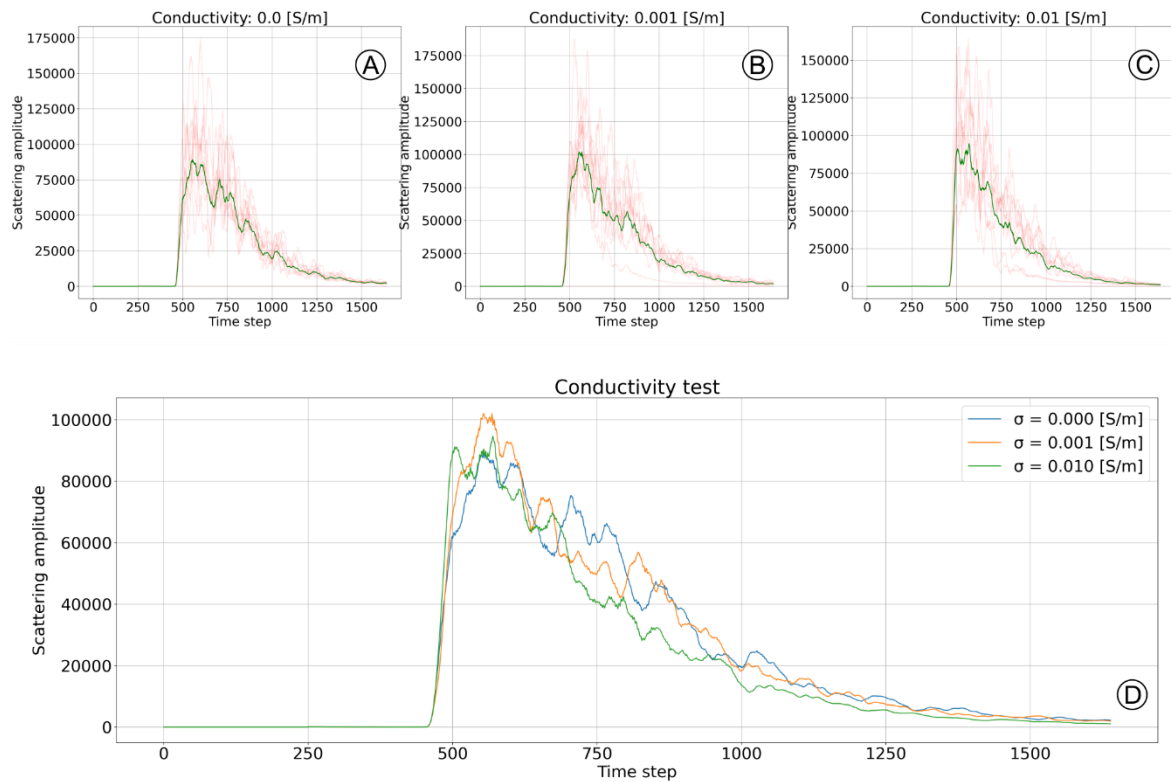 Conductivity: 0.0 [S/m]
Scattering amplitude
175000
150000
125000
100000
75000
50000
25000
0
0 250 500 750 1000 1250 1500
Time step
A
Conductivity: 0.001 [S/m]
Scattering amplitude
175000
150000
125000
100000
75000
50000
25000
0
0 250 500 750 1000 1250 1500
Time step
B
Conductivity: 0.01 [S/m]
Scattering amplitude
150000
125000
100000
75000
50000
25000
0
0 250 500 750 1000 1250 1500
Time step
C
Conductivity test
Scattering amplitude
100000
80000
60000
40000
20000
0
0 250 500 750 1000 1250 1500
Time step
σ = 0.000 [S/m]
σ = 0.001 [S/m]
σ = 0.010 [S/m]
D